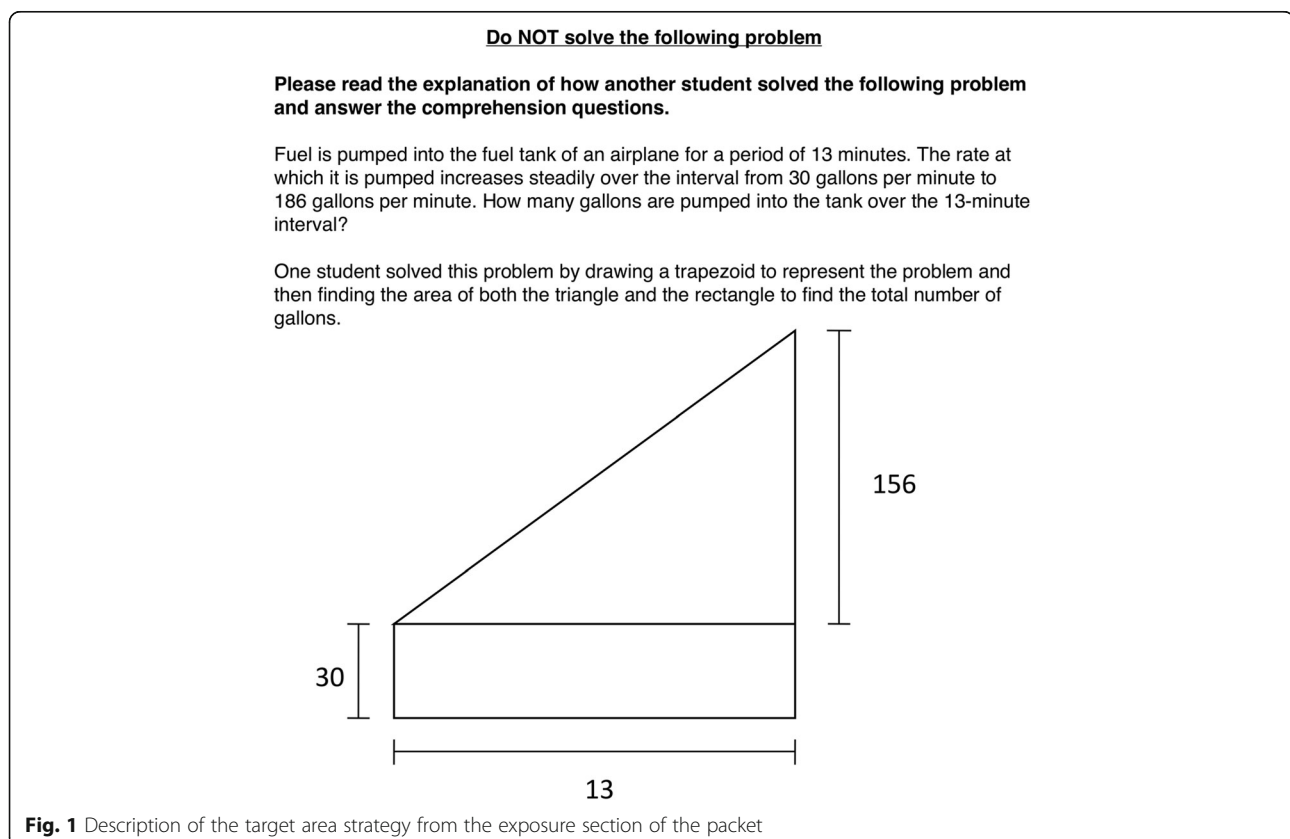 Do NOT solve the following problem
Please read the explanation of how another student solved the following problem
and answer the comprehension questions.
Fuel is pumped into the fuel tank of an airplane for a period of 13 minutes. The rate at
which it is pumped increases steadily over the interval from 30 gallons per minute to
186 gallons per minute. How many gallons are pumped into the tank over the 13-minute
interval?
One student solved this problem by drawing a trapezoid to represent the problem and
then finding the area of both the triangle and the rectangle to find the total number of
gallons.
156
30
13
Fig. 1 Description of the target area strategy from the exposure section of the packet